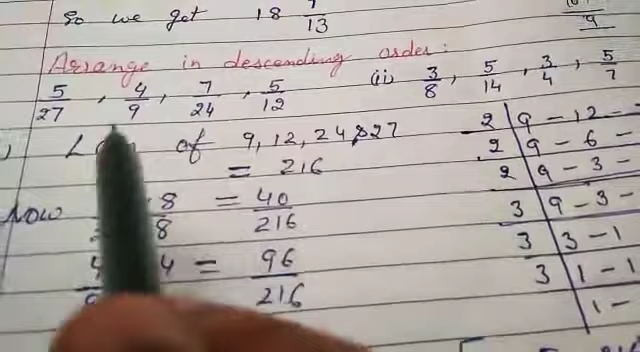 So we get 18 /13
9
Arrange in descending order:
5/27, 4/9, 7/24, 5/12 (ii) 3/8, 5/14, 3/4, 5/7
of 9, 12, 24, &27
= 216
Now 8/8 = 40/216
4 = 96/216
2 | 9 - 12 -
2 | 9 - 6 -
2 | 9 - 3 -
3 | 9 - 3 -
3 | 3 - 1
3 | 1 - 1
1 -